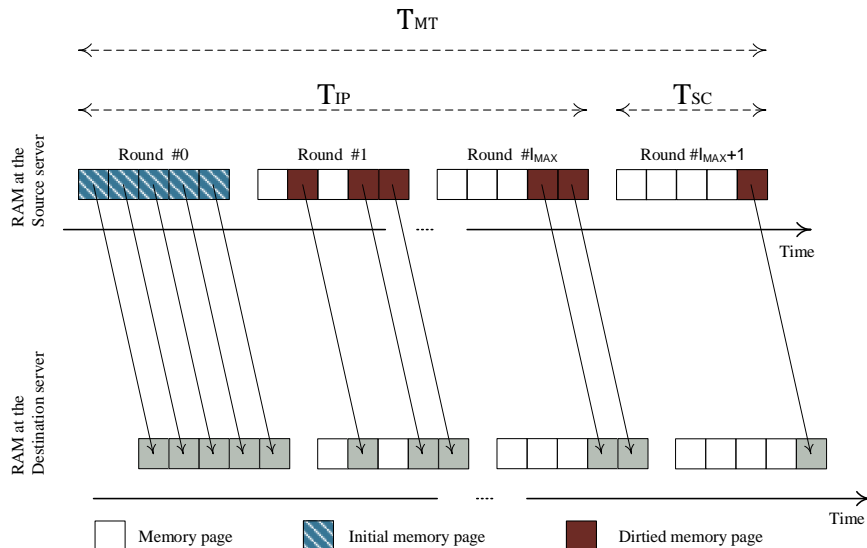 TMT
TIP
TSC
Round #0
Round #1
Round #IMAX
Round #IMAX+1
RAM at the
Source server
Time
RAM at the
Destination server
Time
Memory page
Initial memory page
Dirtied memory page